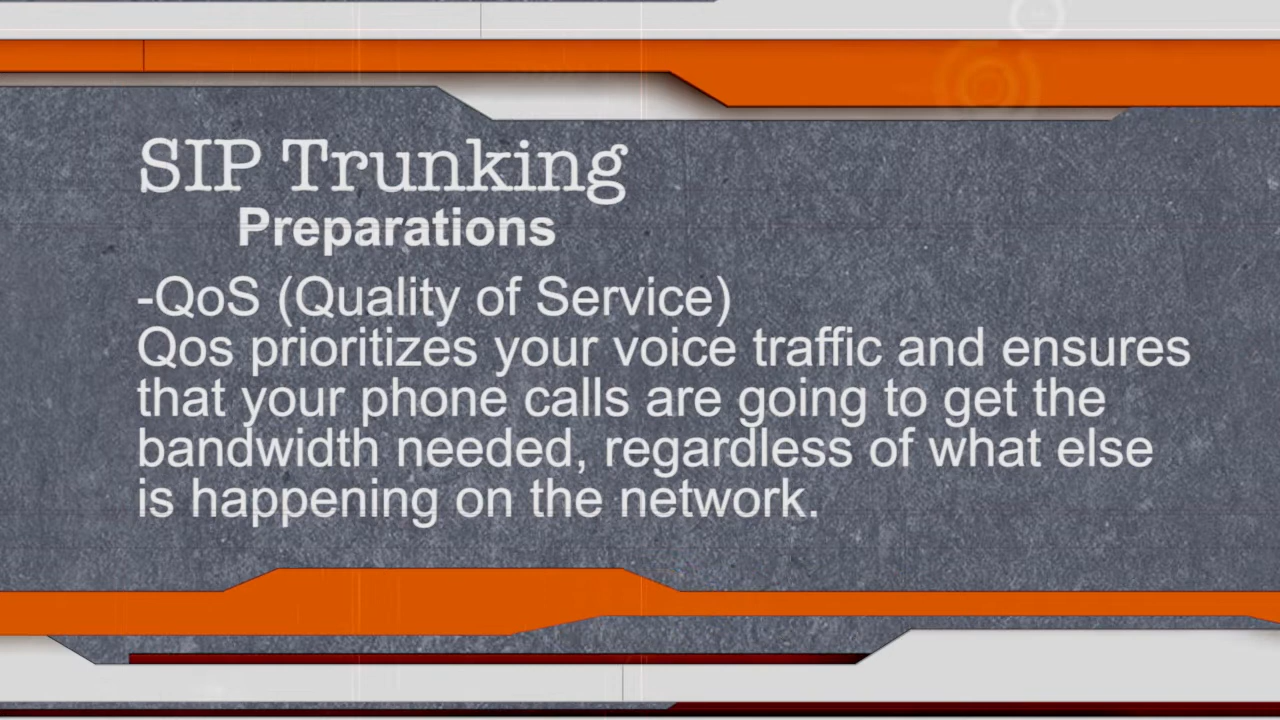 SIP Trunking
Preparations
-QoS (Quality of Service)
Qos prioritizes your voice traffic and ensures
that your phone calls are going to get the
bandwidth needed, regardless of what else
is happening on the network.